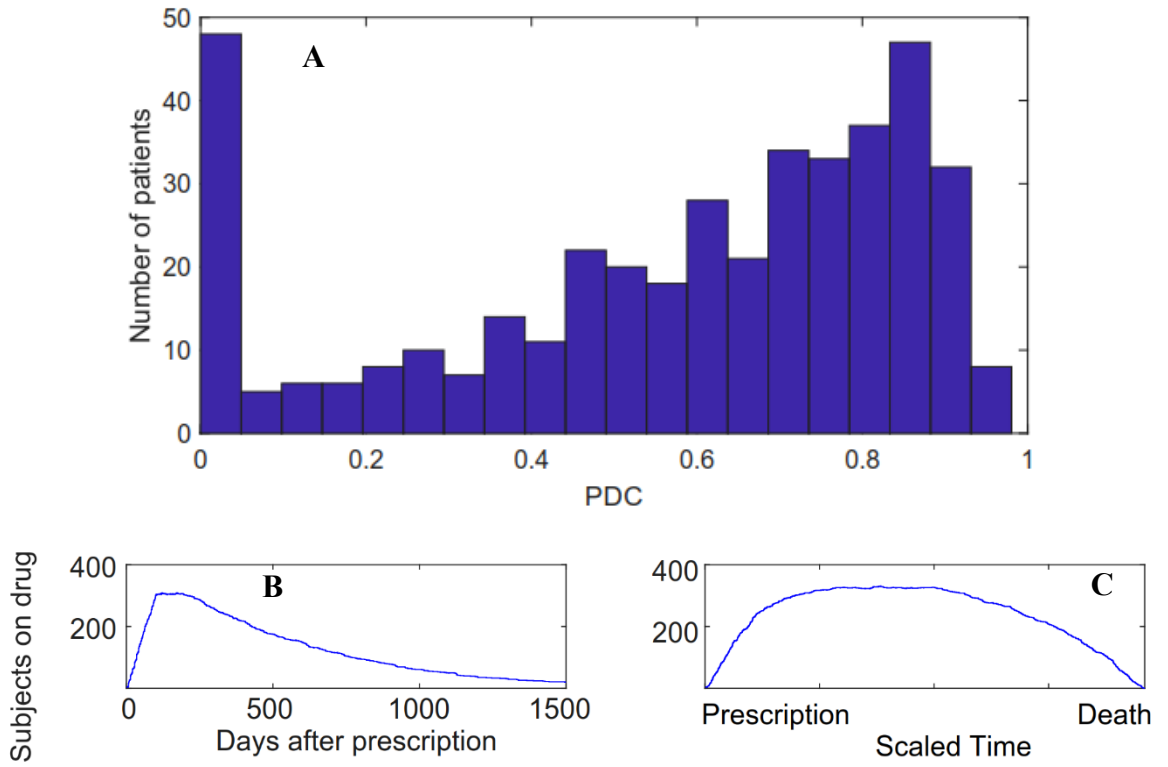 50
40
30
20
10
0
Number of patients
A
0 0.2 0.4 0.6 0.8 1
PDC
Subjects on drug
400
200
B
0 500 1000 1500
Days after prescription
400
200
C
Prescription Death
Scaled Time